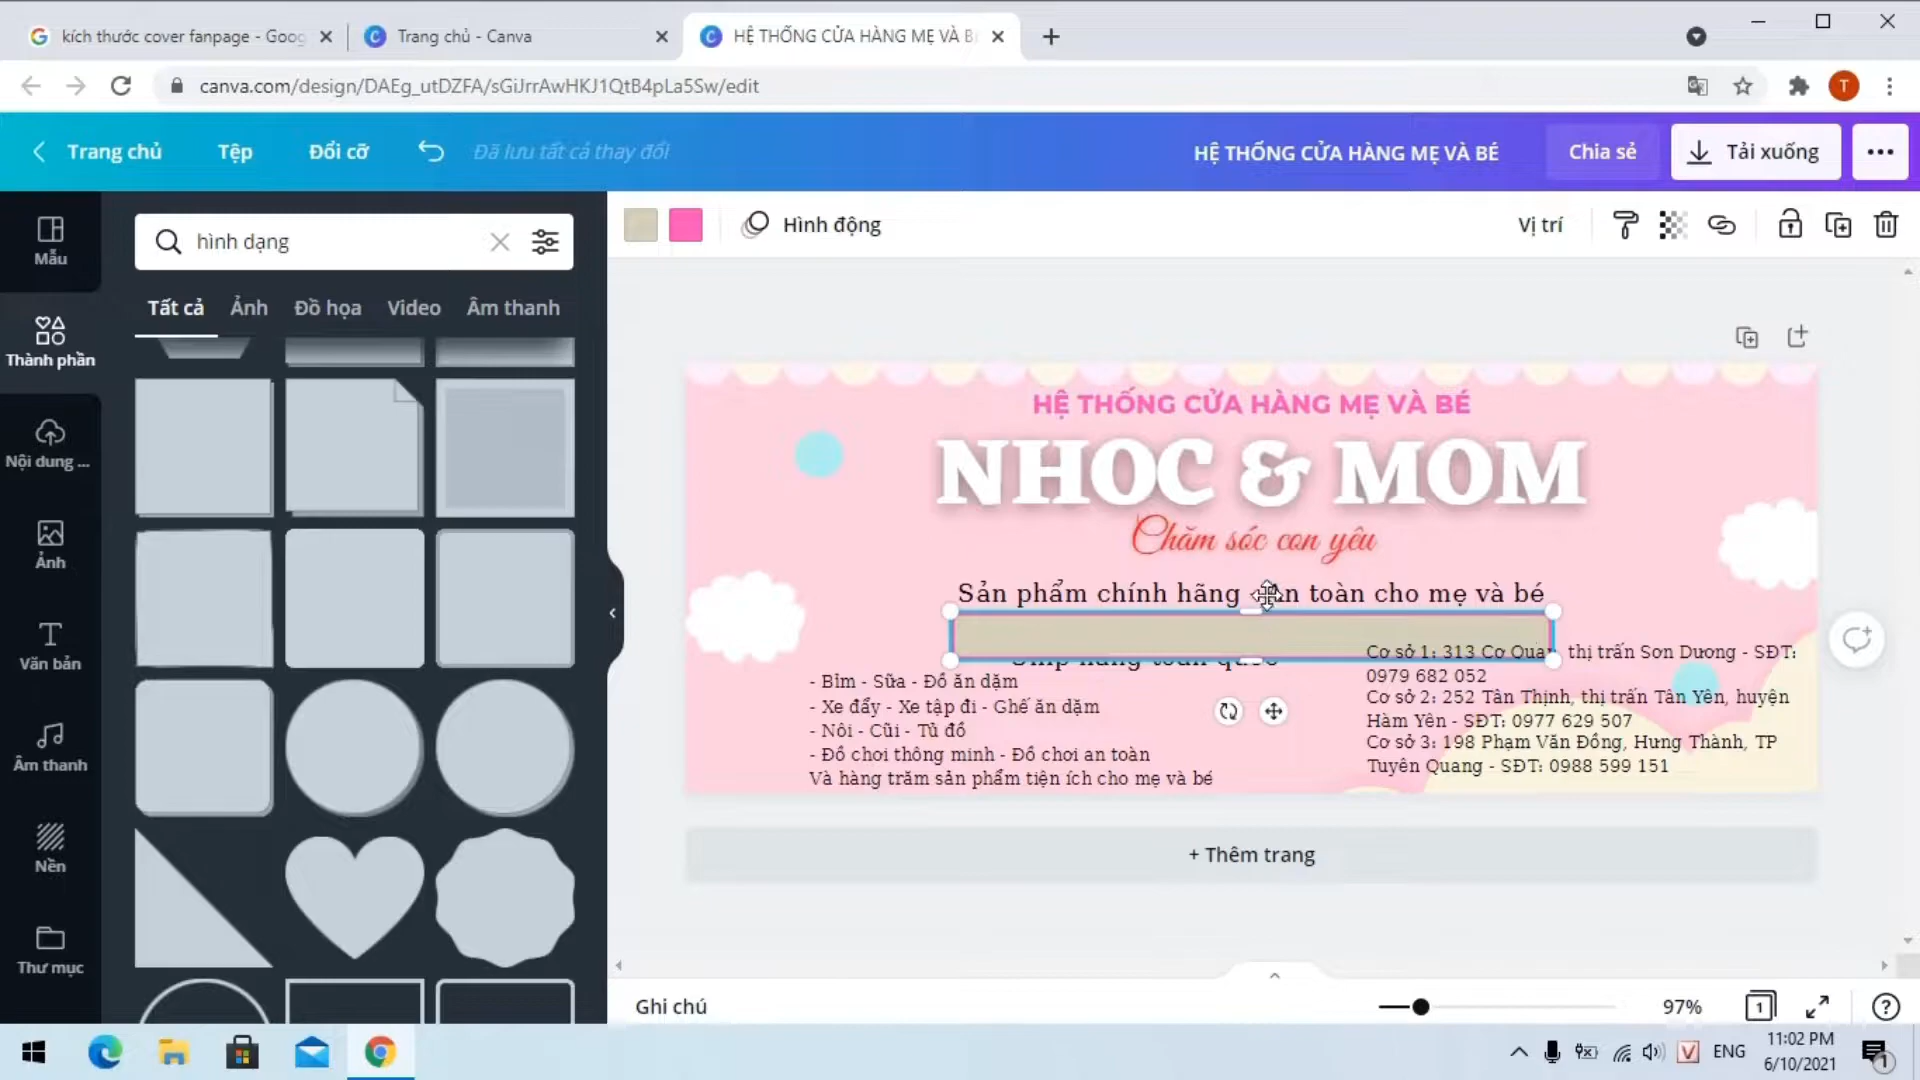 kích thước cover fanpage - Goog
Trang chủ - Canva
HỆ THỐNG CỬA HÀNG MẸ VÀ B
canva.com/design/DAEg_utDZFA/sGiJrrAwHKJ1QtB4pLa5Sw/edit
T
Trang chủ
Tệp
Đổi cỡ
Đã lưu tất cả thay đổi
HỆ THỐNG CỬA HÀNG MẸ VÀ BÉ
Chia sẻ
Tải xuống
Mẫu
Thành phần
Nội dung ...
Ảnh
Văn bản
Âm thanh
Nền
Thư mục
hình dạng
Tất cả
Ảnh
Đồ họa
Video
Âm thanh
Hình động
Vị trí
HỆ THỐNG CỬA HÀNG MẸ VÀ BÉ
NHOC & MOM
Chăm sóc con yêu
Sản phẩm chính hãng an toàn cho mẹ và bé
Ship hàng toàn quốc
- Bỉm - Sữa - Đồ ăn dặm
- Xe đẩy - Xe tập đi - Ghế ăn dặm
- Nôi - Cũi - Tủ đồ
- Đồ chơi thông minh - Đồ chơi an toàn
Và hàng trăm sản phẩm tiện ích cho mẹ và bé
Cơ sở 1: 313 Cơ Quan, thị trấn Sơn Dương - SĐT:
0979 682 052
Cơ sở 2: 252 Tân Thịnh, thị trấn Tân Yên, huyện
Hàm Yên - SĐT: 0977 629 507
Cơ sở 3: 198 Phạm Văn Đồng, Hưng Thành, TP
Tuyên Quang - SĐT: 0988 599 151
+ Thêm trang
Ghi chú
97%
1
?
V
ENG
11:02 PM
6/10/2021
1